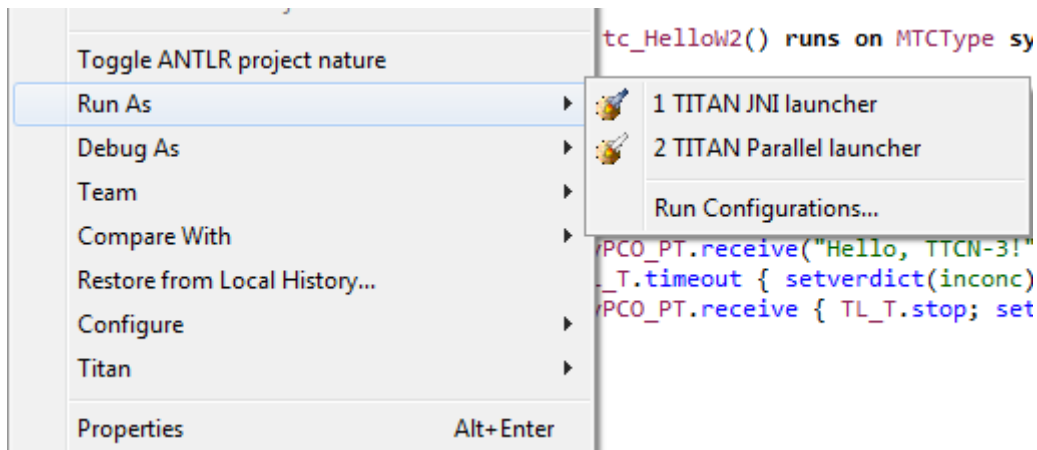 tc_HelloW2() runs on MTCType sy
Toggle ANTLR project nature
Run As
1 TITAN JNI launcher
Debug As
2 TITAN Parallel launcher
Team
Run Configurations...
Compare With
PCO_PT.receive("Hello, TTCN-3!"
Restore from Local History...
_T.timeout { setverdict(inconc)
Configure
PCO_PT.receive { TL_T.stop; set
Titan
Properties Alt+Enter